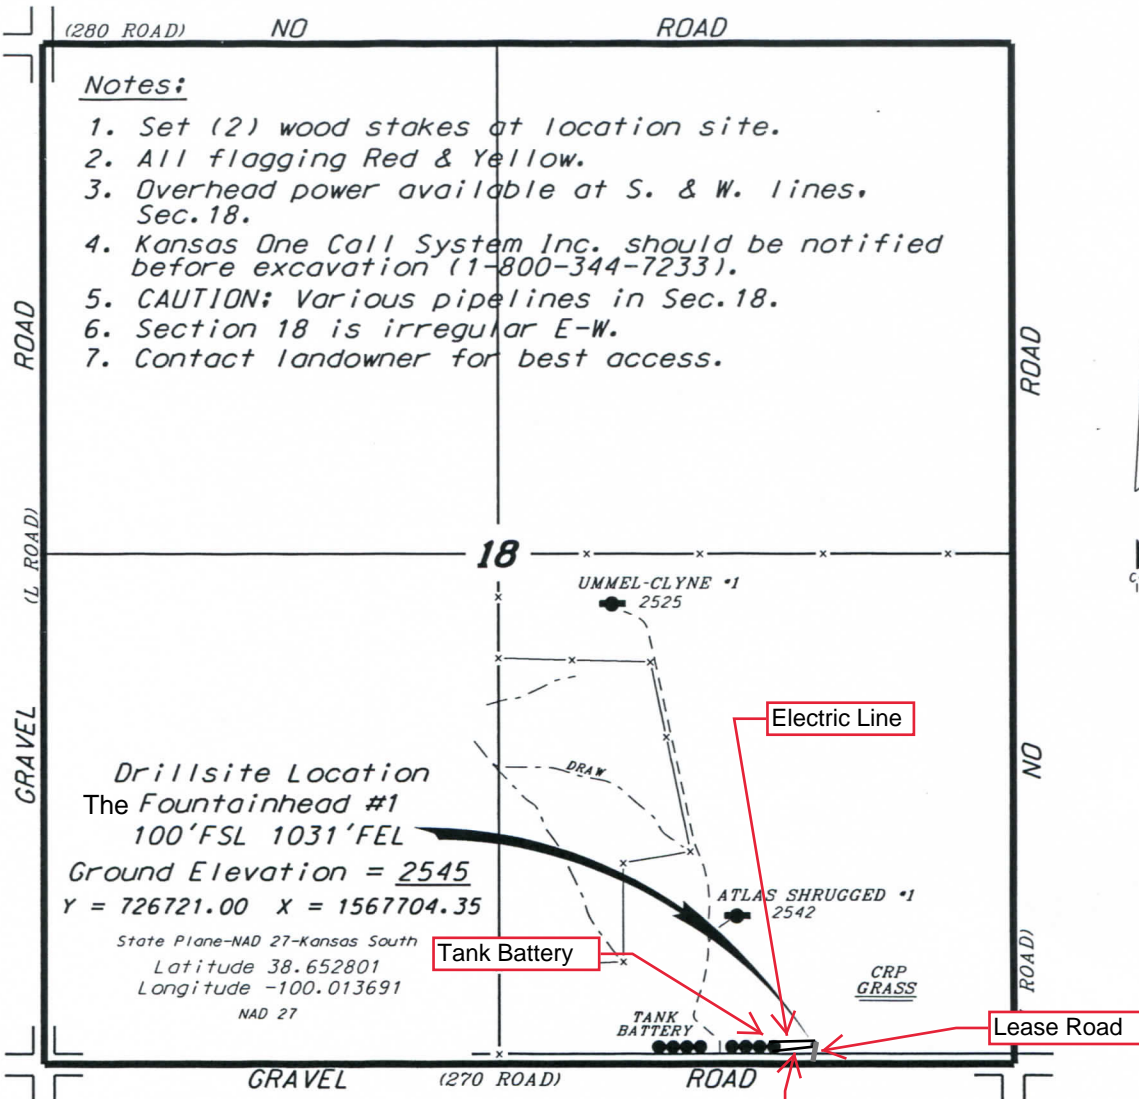 (280 ROAD) NO ROAD
Notes:
1. Set (2) wood stakes at location site.
2. All flagging Red & Yellow.
3. Overhead power available at S. & W. lines,
Sec.18.
4. Kansas One Call System Inc. should be notified
before excavation (1-800-344-7233).
5. CAUTION: Various pipelines in Sec.18.
6. Section 18 is irregular E-W.
7. Contact landowner for best access.
ROAD
ROAD
(L ROAD)
18
UMMEL-CLYNE #1
2525
Electric Line
GRAVEL
NO
DRAW
Drillsite Location
The Fountainhead #1
100'FSL 1031'FEL
Ground Elevation = 2545
Y = 726721.00 X = 1567704.35
State Plane-NAD 27-Kansas South
Latitude 38.652801
Longitude -100.013691
NAD 27
ATLAS SHRUGGED #1
2542
Tank Battery
CRP
GRASS
ROAD)
TANK
BATTERY
Lease Road
GRAVEL (270 ROAD) ROAD